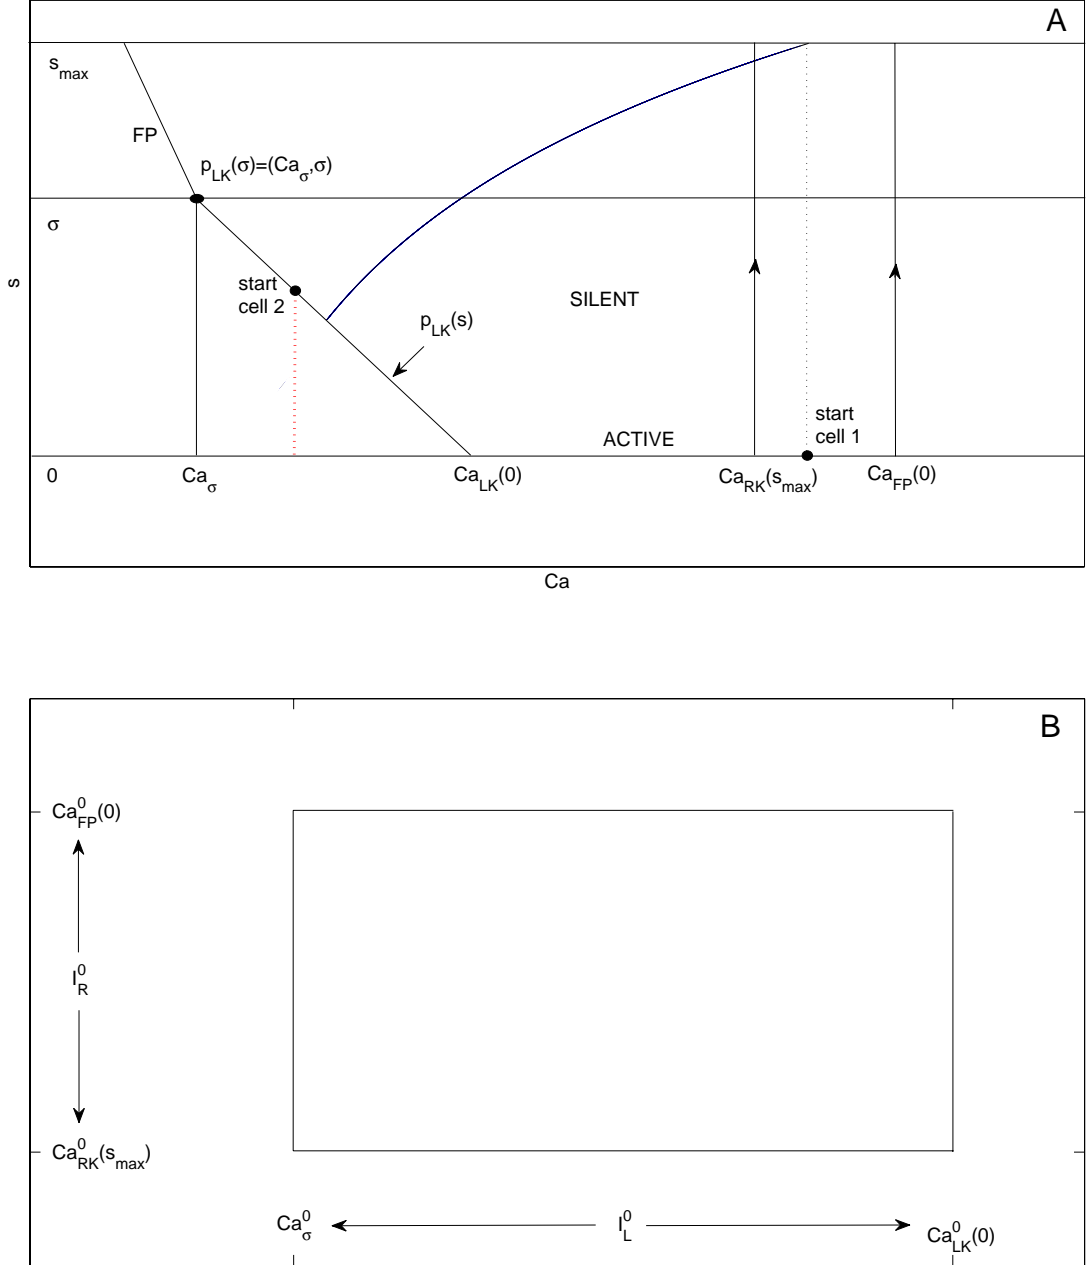 A
s_max
FP
p_LK(σ)=(Ca_σ,σ)
σ
s
start
cell 2
SILENT
p_LK(s)
start
cell 1
ACTIVE
0
Ca_σ
Ca_LK(0)
Ca_RK(s_max)
Ca_FP(0)
Ca
B
Ca^0_FP(0)
I^0_R
Ca^0_RK(s_max)
Ca^0_σ
I^0_L
Ca^0_LK(0)